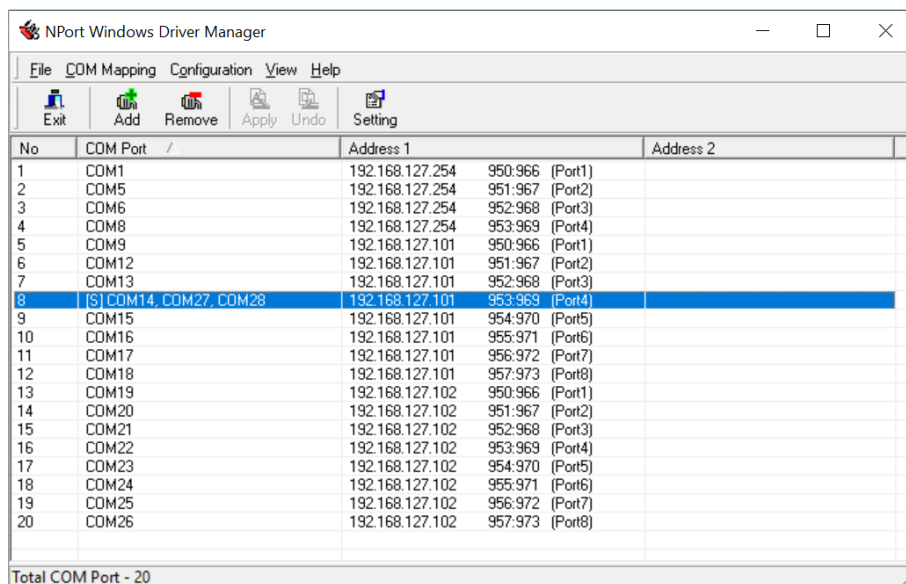 NPort Windows Driver Manager
File COM Mapping Configuration View Help
Exit Add Remove Apply Undo Setting
No COM Port Address 1 Address 2
1 COM1 192.168.127.254 950:966 (Port1)
2 COM5 192.168.127.254 951:967 (Port2)
3 COM6 192.168.127.254 952:968 (Port3)
4 COM8 192.168.127.254 953:969 (Port4)
5 COM9 192.168.127.101 950:966 (Port1)
6 COM12 192.168.127.101 951:967 (Port2)
7 COM13 192.168.127.101 952:968 (Port3)
8 [S] COM14, COM27, COM28 192.168.127.101 953:969 (Port4)
9 COM15 192.168.127.101 954:970 (Port5)
10 COM16 192.168.127.101 955:971 (Port6)
11 COM17 192.168.127.101 956:972 (Port7)
12 COM18 192.168.127.101 957:973 (Port8)
13 COM19 192.168.127.102 950:966 (Port1)
14 COM20 192.168.127.102 951:967 (Port2)
15 COM21 192.168.127.102 952:968 (Port3)
16 COM22 192.168.127.102 953:969 (Port4)
17 COM23 192.168.127.102 954:970 (Port5)
18 COM24 192.168.127.102 955:971 (Port6)
19 COM25 192.168.127.102 956:972 (Port7)
20 COM26 192.168.127.102 957:973 (Port8)
Total COM Port - 20